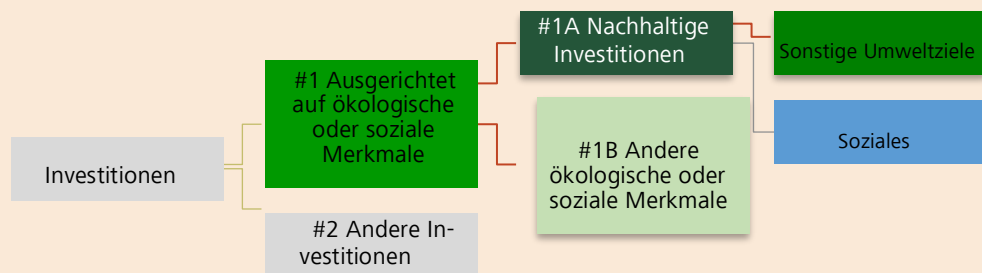 Investitionen
#1 Ausgerichtet
auf ökologische
oder soziale
Merkmale
#2 Andere In-
vestitionen
#1A Nachhaltige
Investitionen
#1B Andere
ökologische oder
soziale Merkmale
Sonstige Umweltziele
Soziales